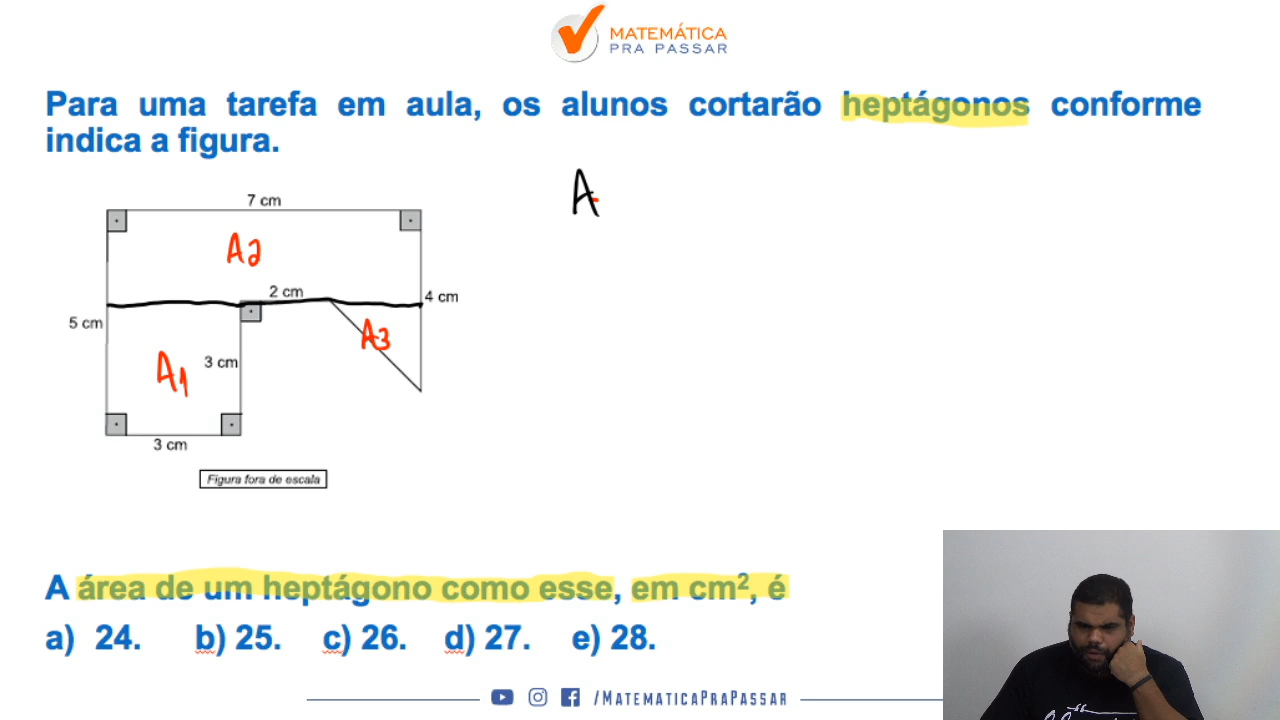 MATEMÁTICA
PRA PASSAR
Para uma tarefa em aula, os alunos cortarão heptágonos conforme
indica a figura.
A
7 cm
A2
2 cm
4 cm
5 cm
A3
3 cm
A1
3 cm
Figura fora de escala
A área de um heptágono como esse, em cm², é
a) 24. b) 25. c) 26. d) 27. e) 28.
/MATEMATICAPRAPASSAR